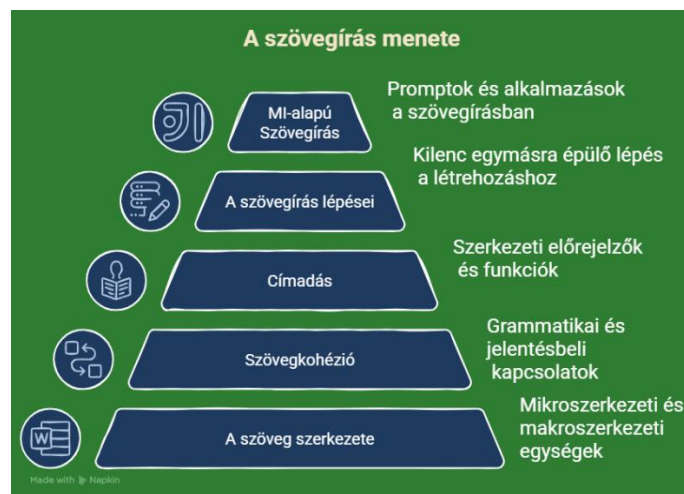 A szövegírás menete
MI-alapú
Szövegírás
Promptok és alkalmazások
a szövegírásban
A szövegírás lépései
Kilenc egymásra épülő lépés
a létrehozáshoz
Címadás
Szerkezeti előrejelzők
és funkciók
Szövegkohézió
Grammatikai és
jelentésbeli
kapcsolatok
W
A szöveg szerkezete
Mikroszerkezeti és
makroszerkezeti
egységek
Made with Napkin